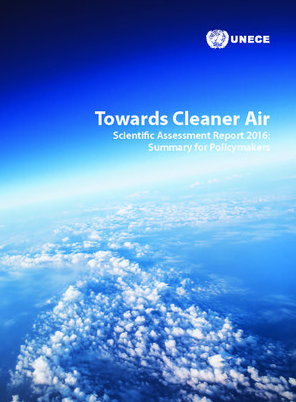 UNECE
Towards Cleaner Air
Scientific Assessment Report 2016:
Summary for Policymakers